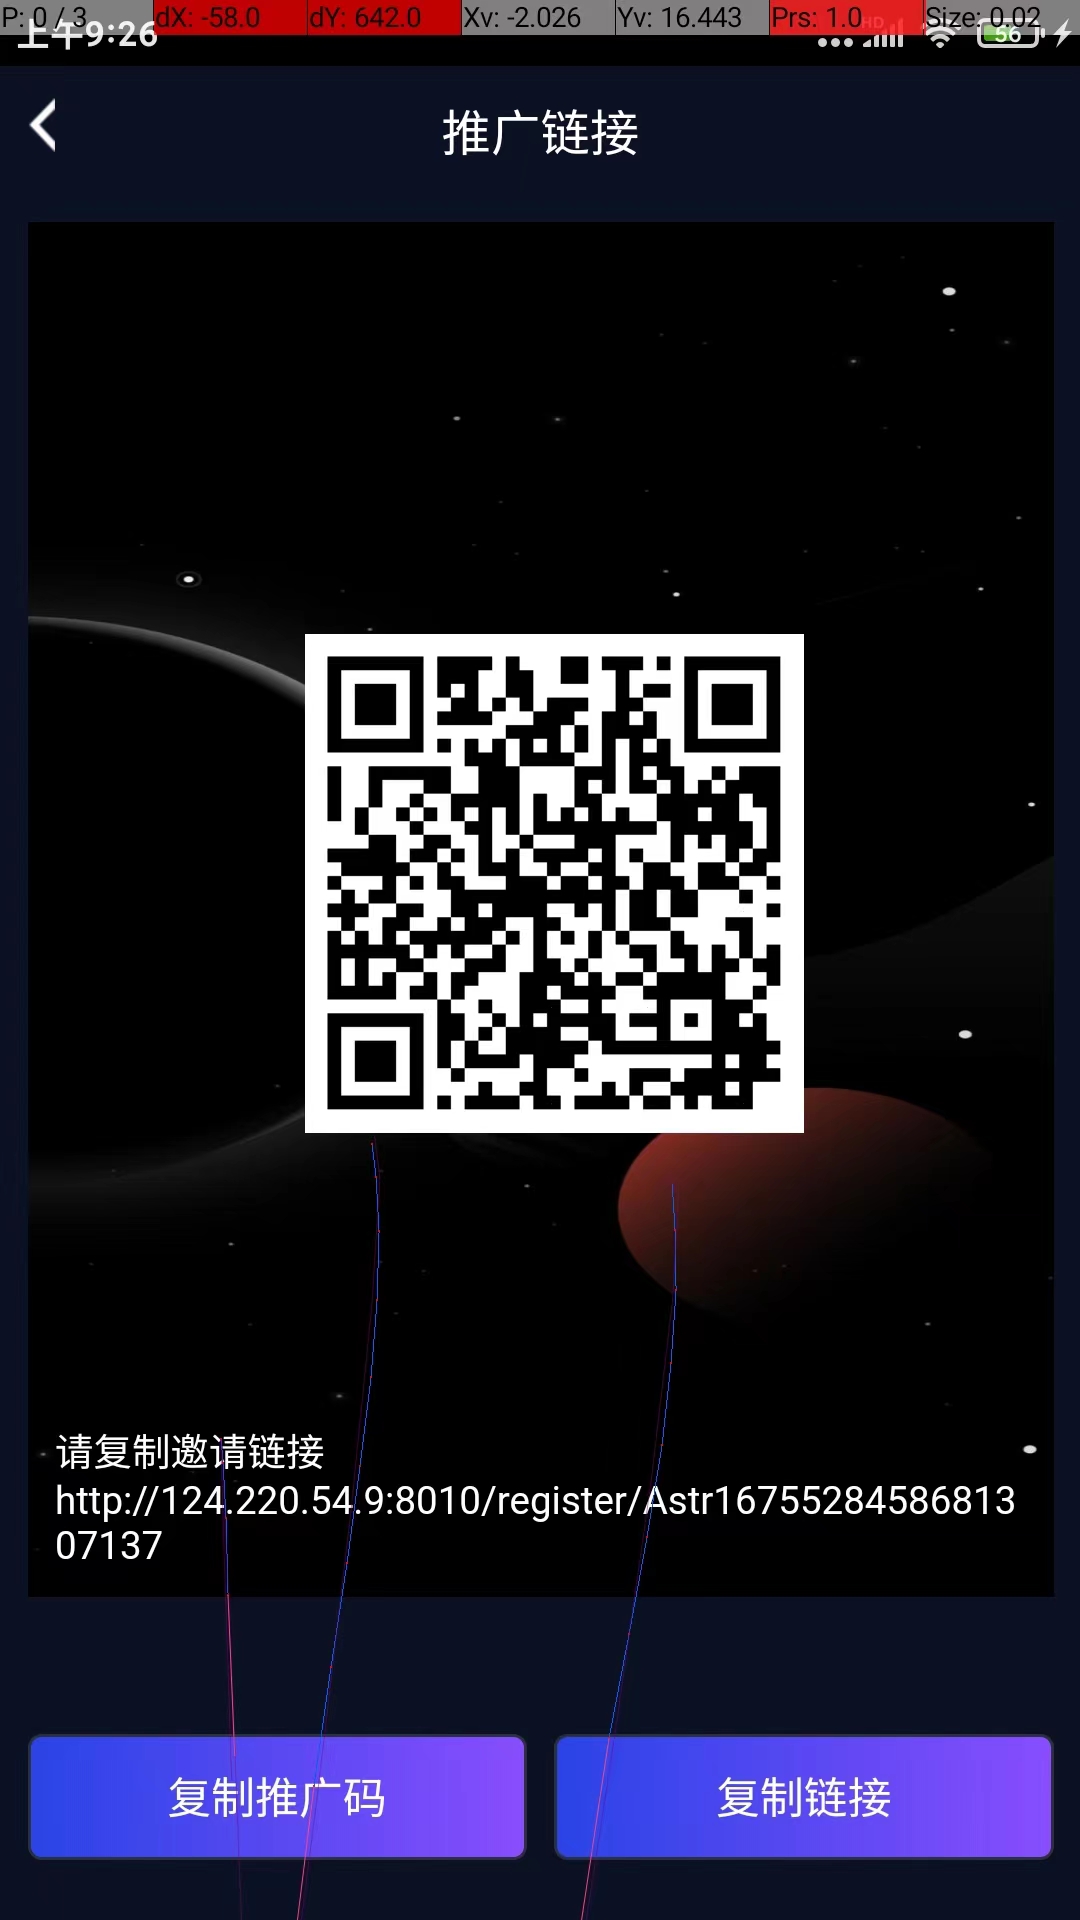 P: 0 / 3 dX: -58.0 dY: 642.0 Xv: -2.026 Yv: 16.443 Prs: 1.0 Size: 0.02
上午9:26 HD 56
推广链接
请复制邀请链接
http://124.220.54.9:8010/register/Astr16755284586813
07137
复制推广码 复制链接